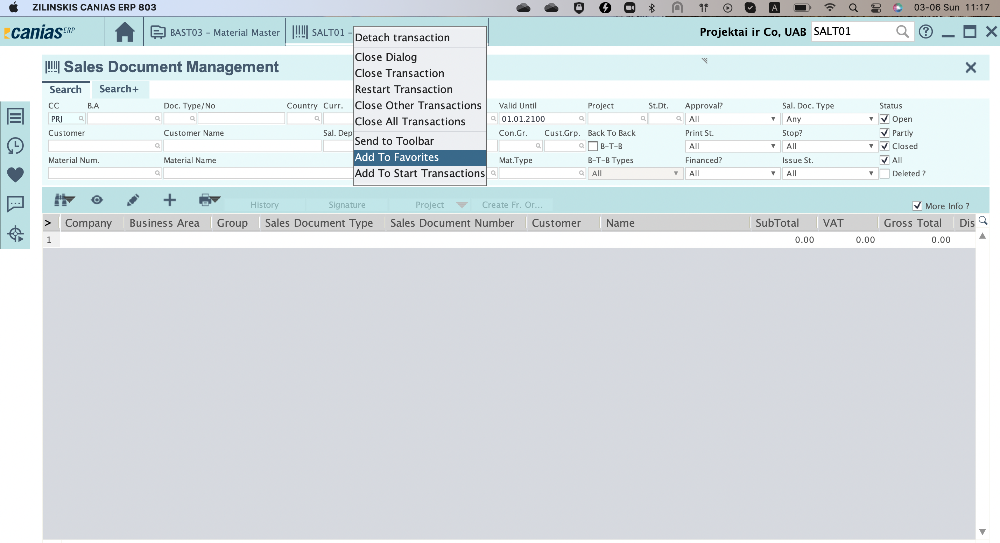 ZILINSKIS CANIAS ERP 803
03-06 Sun 11:17
canias ERP
BAST03 – Material Master
SALT01 –
Projektai ir Co, UAB
SALT01
Detach transaction
Close Dialog
Close Transaction
Restart Transaction
Close Other Transactions
Close All Transactions
Send to Toolbar
Add To Favorites
Add To Start Transactions
Sales Document Management
Search Search+
CC B.A Doc. Type/No Country Curr. Valid Until Project St.Dt. Approval? Sal. Doc. Type Status
PRJ 01.01.2100 All Any Open
Customer Customer Name Sal. Dep Con.Gr. Cust.Grp. Back To Back Print St. Stop? Partly
B-T-B All All Closed
Material Num. Material Name Mat.Type B-T-B Types Financed? Issue St. All
All All All Deleted ?
History Signature Project Create Fr. Or... More Info ?
> Company Business Area Group Sales Document Type Sales Document Number Customer Name SubTotal VAT Gross Total Dis
1 0.00 0.00 0.00